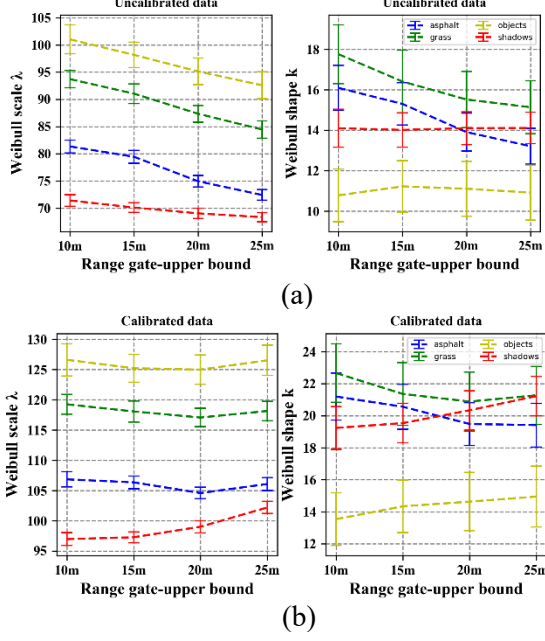 Uncalibrated data
Uncalibrated data
105
100
95
90
85
80
75
70
Weibull scale λ
10m 15m 20m 25m
Range gate-upper bound
18
16
14
12
10
Weibull shape k
asphalt objects
grass shadows
10m 15m 20m 25m
Range gate-upper bound
(a)
Calibrated data
Calibrated data
130
125
120
115
110
105
100
95
Weibull scale λ
10m 15m 20m 25m
Range gate-upper bound
24
22
20
18
16
14
12
Weibull shape k
asphalt objects
grass shadows
10m 15m 20m 25m
Range gate-upper bound
(b)